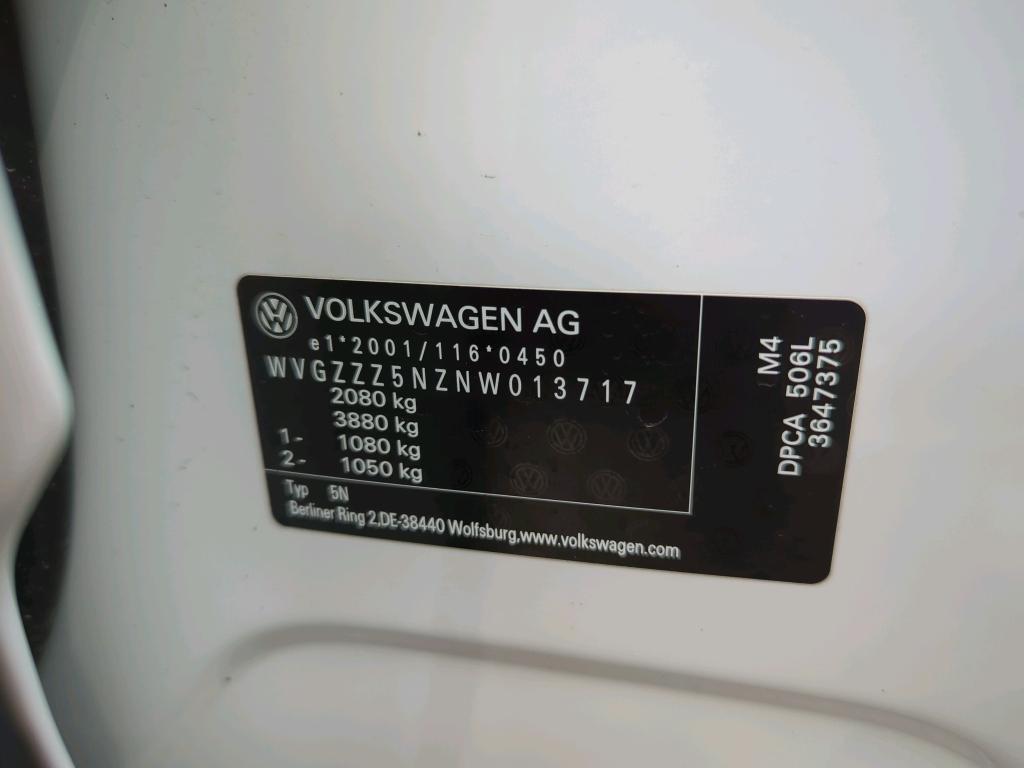 VOLKSWAGEN AG
e1*2001/116*0450
WVGZZZ5NZNW013717
2080 kg
3880 kg
1- 1080 kg
2- 1050 kg
Typ 5N
Berliner Ring 2,DE-38440 Wolfsburg,www.volkswagen.com
M4
DPCA 506L
3647375